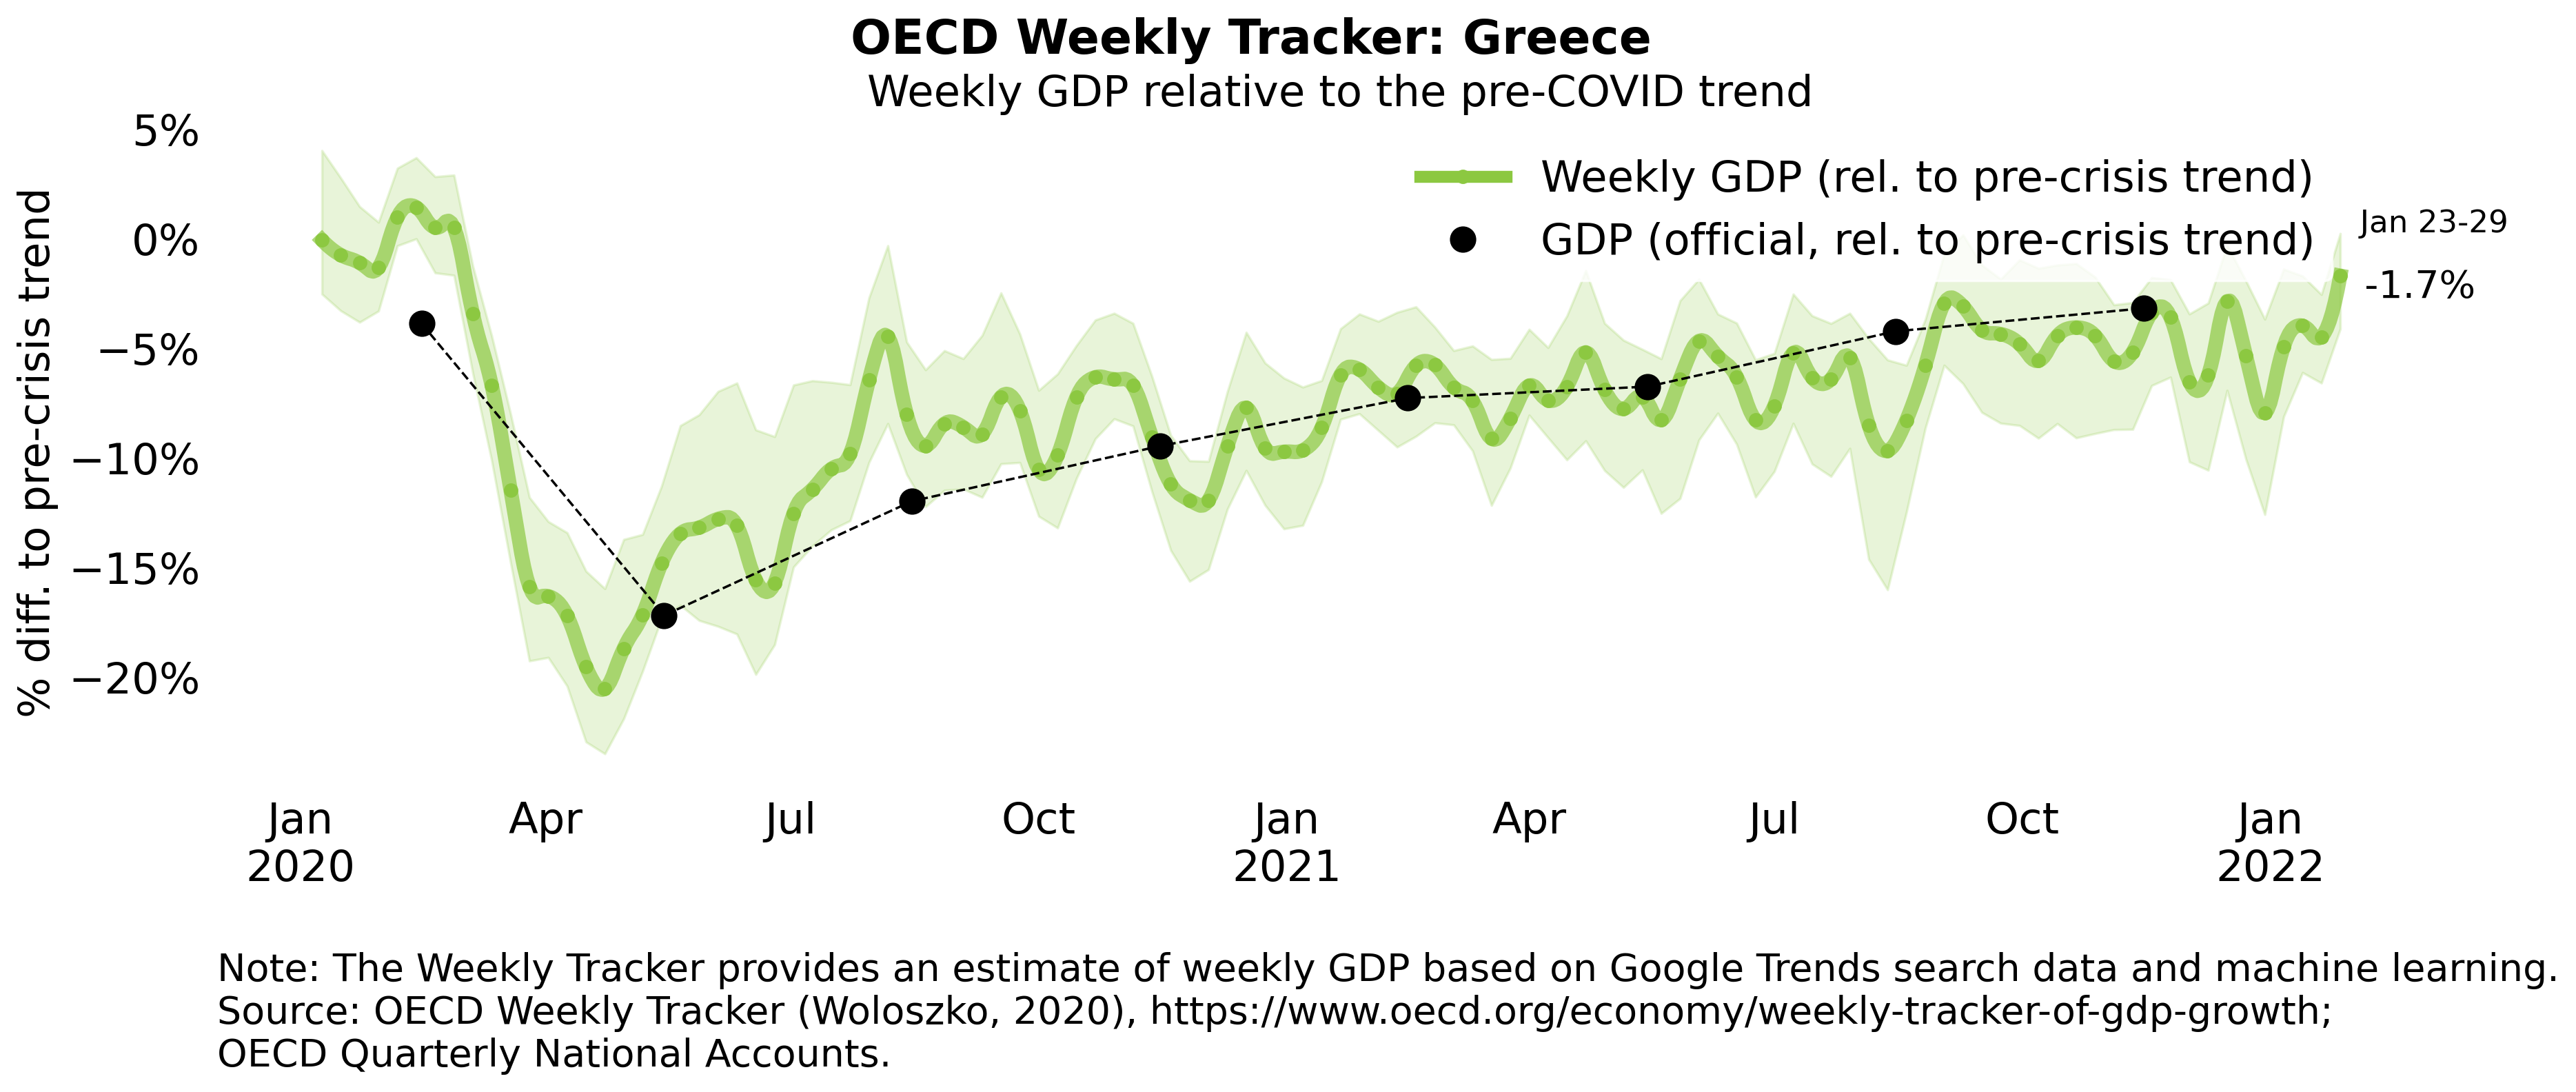 OECD Weekly Tracker: Greece
Weekly GDP relative to the pre-COVID trend
% diff. to pre-crisis trend
5%
0%
−5%
−10%
−15%
−20%
Weekly GDP (rel. to pre-crisis trend)
GDP (official, rel. to pre-crisis trend)
Jan 23-29
-1.7%
Jan Apr Jul Oct Jan Apr Jul Oct Jan
2020 2021 2022
Note: The Weekly Tracker provides an estimate of weekly GDP based on Google Trends search data and machine learning.
Source: OECD Weekly Tracker (Woloszko, 2020), https://www.oecd.org/economy/weekly-tracker-of-gdp-growth;
OECD Quarterly National Accounts.